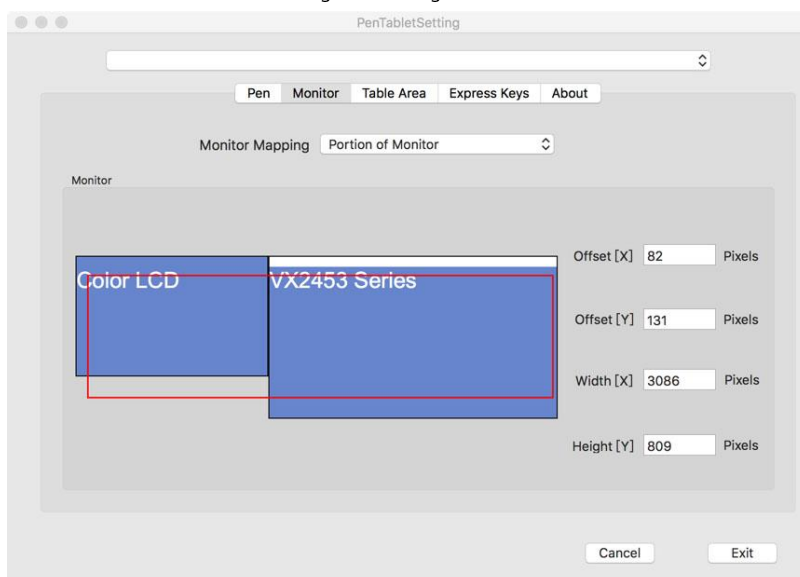 PenTabletSetting
Pen Monitor Table Area Express Keys About
Monitor Mapping Portion of Monitor
Monitor
Color LCD VX2453 Series
Offset [X] 82 Pixels
Offset [Y] 131 Pixels
Width [X] 3086 Pixels
Height [Y] 809 Pixels
Cancel Exit